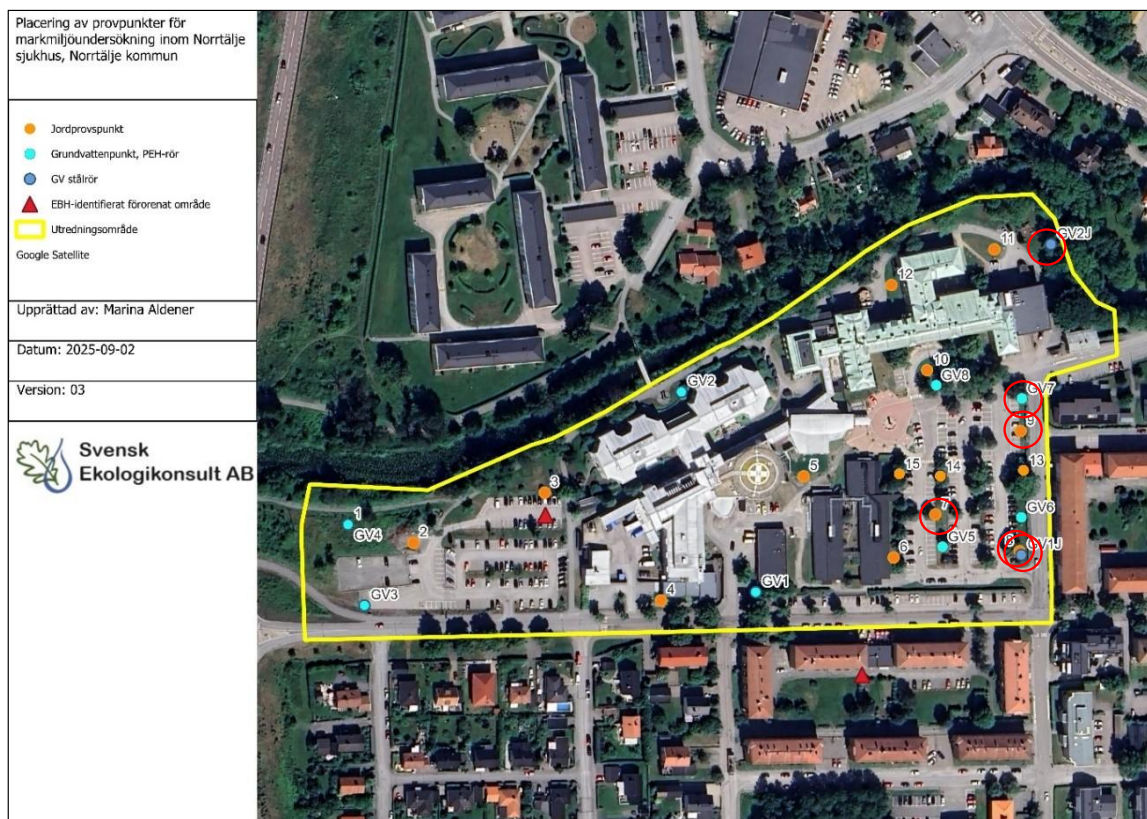 Placering av provpunkter för
markmiljöundersökning inom Norrtälje
sjukhus, Norrtälje kommun
Jordprovspunkt
Grundvattenpunkt, PEH-rör
GV stålrör
EBH-identifierat förorenat område
Utredningsområde
Google Satellite
Upprättad av: Marina Aldener
Datum: 2025-09-02
Version: 03
Svensk
Ekologikonsult AB
GV2J
11
12
10
GV8
GV7
GV2
9
13
5
15
14
3
7
GV6
1
GV4
2
GV5
6
8
GV1J
GV1
4
GV3